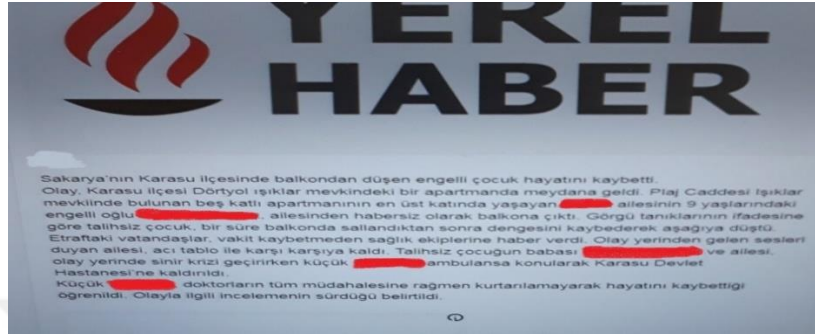 YEREL
HABER
Sakarya'nın Karasu ilçesinde balkondan düşen engelli çocuk hayatını kaybetti.
Olay, Karasu ilçesi Dörtyol ışıklar mevkindeki bir apartmanda meydana geldi. Plaj Caddesi Işıklar
mevkiinde bulunan beş katlı apartmanının en üst katında yaşayan ailesinin 9 yaşlarındaki
engelli oğlu , ailesinden habersiz olarak balkona çıktı. Görgü tanıklarının ifadesine
göre talihsiz çocuk, bir süre balkonda sallandıktan sonra dengesini kaybederek aşağıya düştü.
Etraftaki vatandaşlar, vakit kaybetmeden sağlık ekiplerine haber verdi. Olay yerinden gelen sesleri
duyan ailesi, acı tablo ile karşı karşıya kaldı. Talihsiz çocuğun babası ve ailesi,
olay yerinde sinir krizi geçirirken küçük ambulansa konularak Karasu Devlet
Hastanesi'ne kaldırıldı.
Küçük , doktorların tüm müdahalesine rağmen kurtarılamayarak hayatını kaybettiği
öğrenildi. Olayla ilgili incelemenin sürdüğü belirtildi.